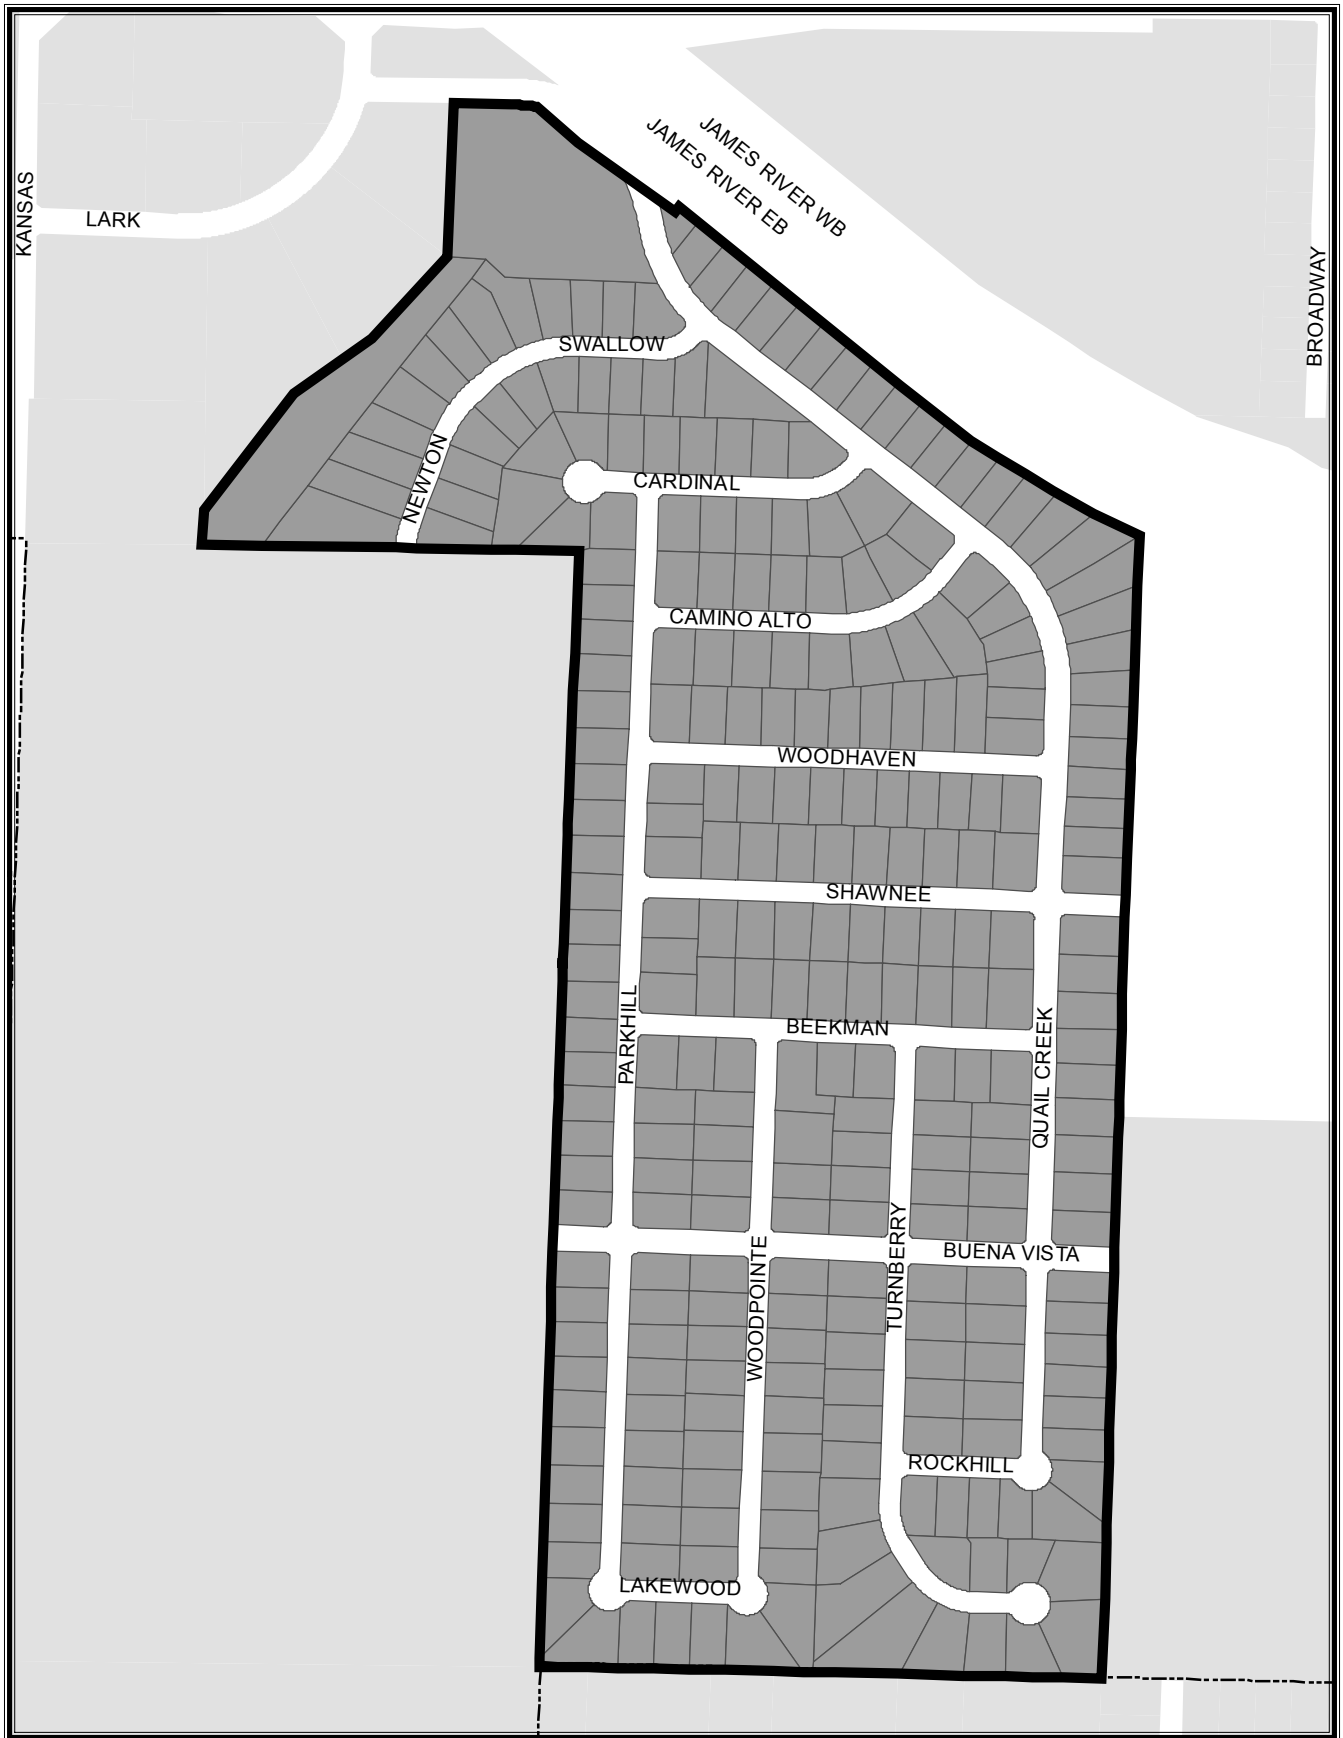 JAMES RIVER WB
JAMES RIVER EB
KANSAS
LARK
BROADWAY
SWALLOW
NEWTON
CARDINAL
CAMINO ALTO
WOODHAVEN
SHAWNEE
PARKHILL
BEEKMAN
QUAIL CREEK
TURNBERRY
WOODPOINTE
BUENA VISTA
ROCKHILL
LAKEWOOD